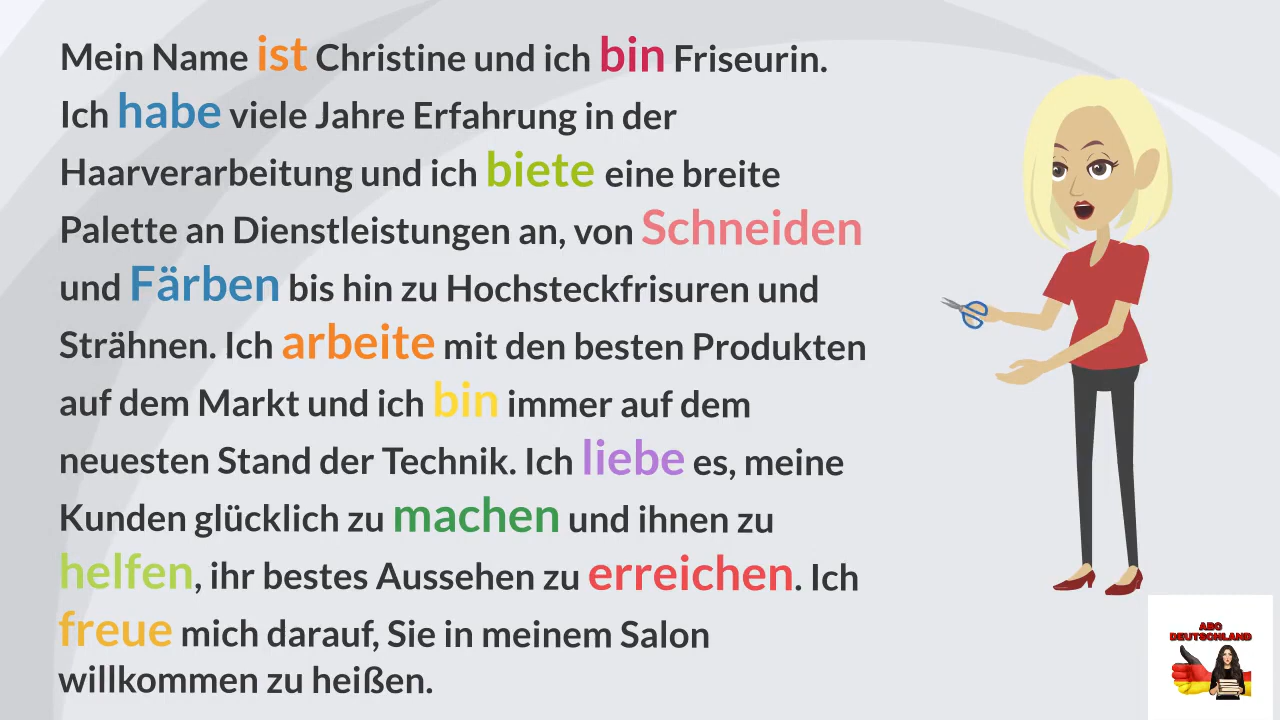 Mein Name ist Christine und ich bin Friseurin.
Ich habe viele Jahre Erfahrung in der
Haarverarbeitung und ich biete eine breite
Palette an Dienstleistungen an, von Schneiden
und Färben bis hin zu Hochsteckfrisuren und
Strähnen. Ich arbeite mit den besten Produkten
auf dem Markt und ich bin immer auf dem
neuesten Stand der Technik. Ich liebe es, meine
Kunden glücklich zu machen und ihnen zu
helfen, ihr bestes Aussehen zu erreichen. Ich
freue mich darauf, Sie in meinem Salon
willkommen zu heißen.
ABC
DEUTSCHLAND